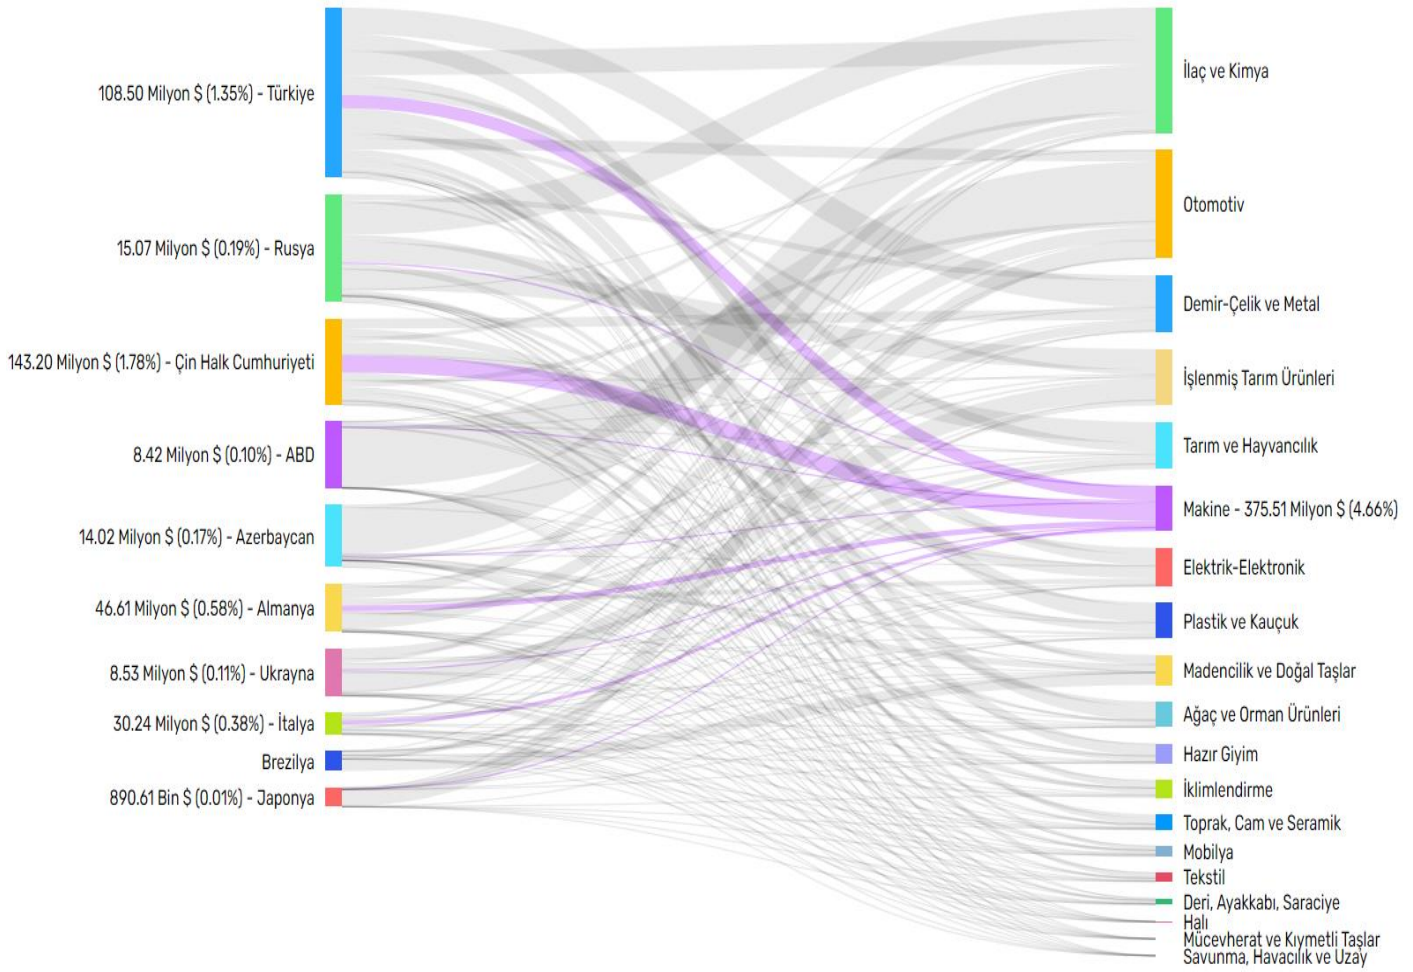 108.50 Milyon $ (1.35%) - Türkiye
15.07 Milyon $ (0.19%) - Rusya
143.20 Milyon $ (1.78%) - Çin Halk Cumhuriyeti
8.42 Milyon $ (0.10%) - ABD
14.02 Milyon $ (0.17%) - Azerbaycan
46.61 Milyon $ (0.58%) - Almanya
8.53 Milyon $ (0.11%) - Ukrayna
30.24 Milyon $ (0.38%) - İtalya
Brezilya
890.61 Bin $ (0.01%) - Japonya
İlaç ve Kimya
Otomotiv
Demir-Çelik ve Metal
İşlenmiş Tarım Ürünleri
Tarım ve Hayvancılık
Makine - 375.51 Milyon $ (4.66%)
Elektrik-Elektronik
Plastik ve Kauçuk
Madencilik ve Doğal Taşlar
Ağaç ve Orman Ürünleri
Hazır Giyim
İklimlendirme
Toprak, Cam ve Seramik
Mobilya
Tekstil
Deri, Ayakkabı, Saraciye
Halı
Mücevherat ve Kıymetli Taşlar
Savunma, Havacılık ve Uzay